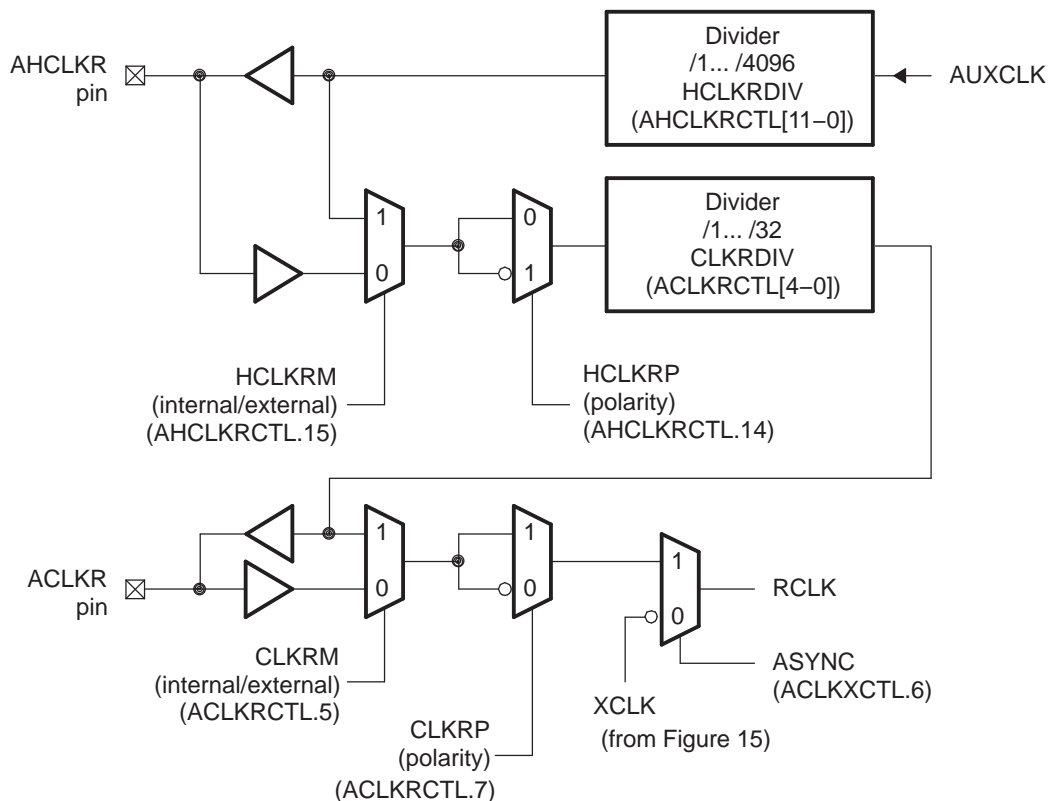 Divider
/1... /4096
HCLKRDIV
(AHCLKRCTL[11–0])
AHCLKR
pin
AUXCLK
Divider
/1... /32
CLKRDIV
(ACLKRCTL[4–0])
1
0
0
1
HCLKRM
(internal/external)
(AHCLKRCTL.15)
HCLKRP
(polarity)
(AHCLKRCTL.14)
ACLKR
pin
1
0
1
0
1
0
RCLK
CLKRM
(internal/external)
(ACLKRCTL.5)
ASYNC
(ACLKXCTL.6)
XCLK
(from Figure 15)
CLKRP
(polarity)
(ACLKRCTL.7)